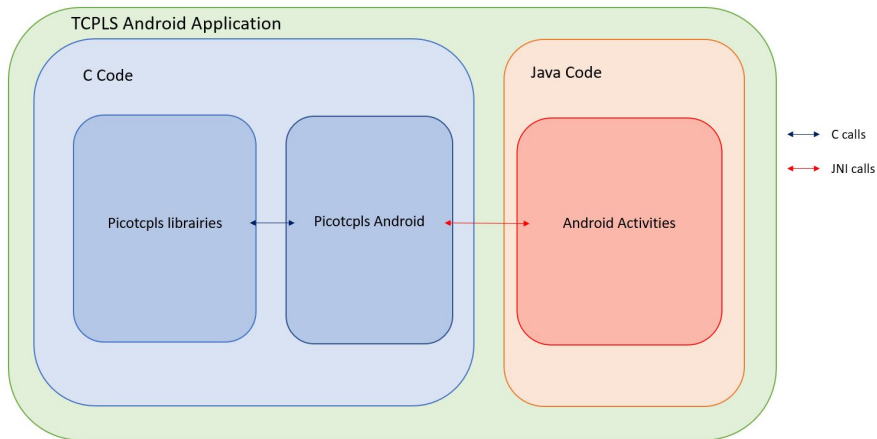 TCPLS Android Application
C Code
Java Code
Picotcpls librairies
Picotcpls Android
Android Activities
C calls
JNI calls